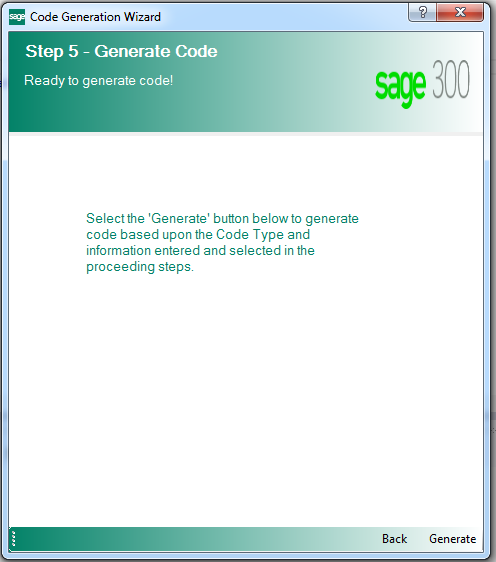 sage Code Generation Wizard ?
Step 5 - Generate Code
Ready to generate code!
sage 300
Select the 'Generate' button below to generate
code based upon the Code Type and
information entered and selected in the
proceeding steps.
Back Generate